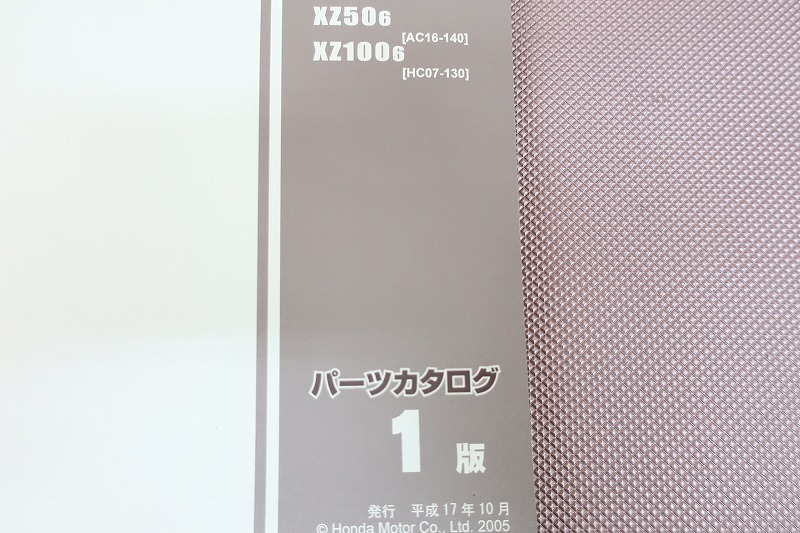 XZ506
[AC16-140]
XZ1006
[HC07-130]
パーツカタログ
1 版
発行 平成17年10月
© Honda Motor Co., Ltd. 2005